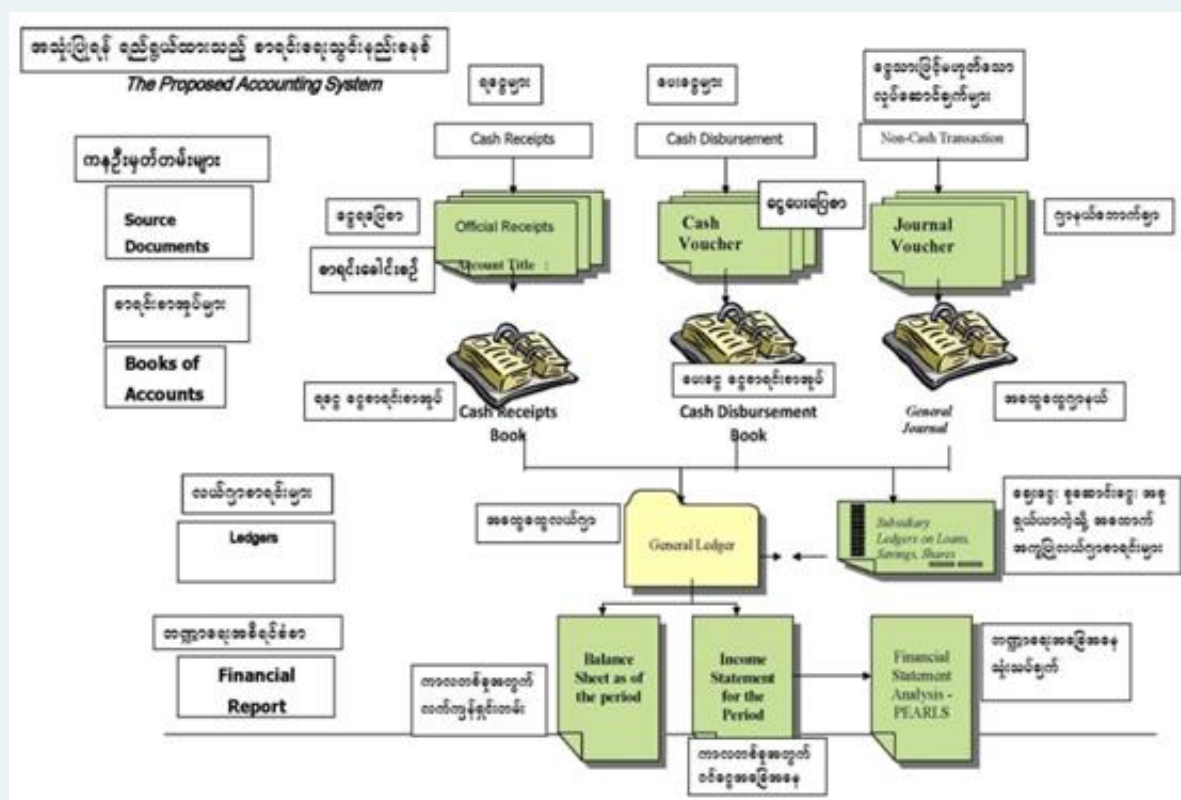 အသုံးပြုရန် ရည်ရွယ်ထားသည့် စာရင်းရေးသွင်းနည်းစနစ်
The Proposed Accounting System
ရငွေများ
ပေးငွေများ
ငွေသားဖြင့်မဟုတ်သော
လုပ်ဆောင်ချက်များ
Cash Receipts
Cash Disbursement
Non-Cash Transaction
ကနဦးမှတ်တမ်းများ
Source
Documents
ငွေရပြေစာ
Official Receipts
Account Title :
စာရင်းခေါင်းစဉ်
Cash
Voucher
ငွေပေးပြေစာ
Journal
Voucher
ဂျာနယ်ဘောက်ချာ
စာရင်းစာအုပ်များ
Books of
Accounts
ရငွေ ငွေစာရင်းစာအုပ်
Cash Receipts
Book
ပေးငွေ ငွေစာရင်းစာအုပ်
Cash Disbursement
Book
General
Journal
အထွေထွေဂျာနယ်
လယ်ဂျာစာရင်းများ
Ledgers
အထွေထွေလယ်ဂျာ
General Ledger
Subsidiary
Ledgers on Loans,
Savings, Shares
ချေးငွေ၊ စုဆောင်းငွေ၊ အစု
ရှယ်ယာကဲ့သို့ အထောက်
အကူပြုလယ်ဂျာစာရင်းများ
ဘဏ္ဍာရေးအစီရင်ခံစာ
Financial
Report
ကာလတစ်ခုအတွက်
လက်ကျန်ရှင်းတမ်း
Balance
Sheet as of
the period
Income
Statement
for the
Period
ကာလတစ်ခုအတွက်
ဝင်ငွေအခြေအနေ
Financial
Statement
Analysis -
PEARLS
ဘဏ္ဍာရေးအခြေအနေ
သုံးသပ်ချက်